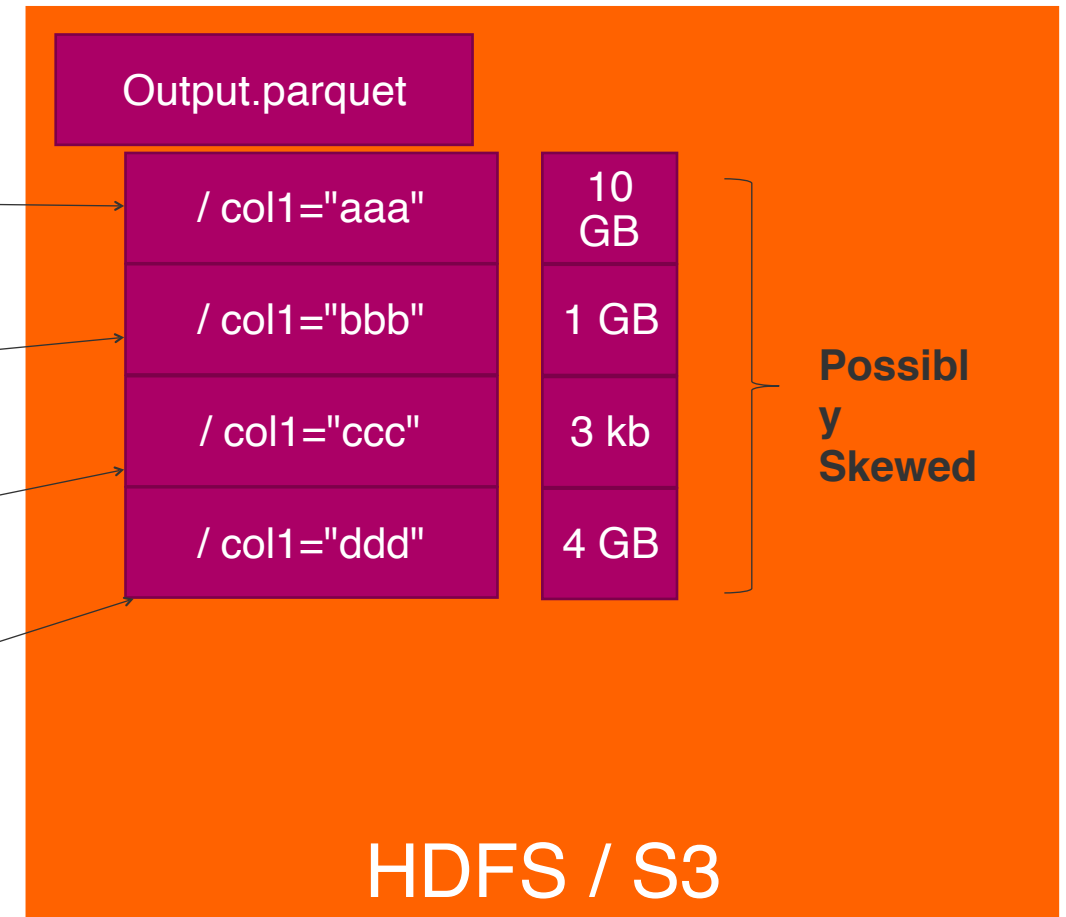 Output.parquet
/ col1="aaa"
10
GB
/ col1="bbb"
1 GB
/ col1="ccc"
3 kb
/ col1="ddd"
4 GB
Possibl
y
Skewed
HDFS / S3